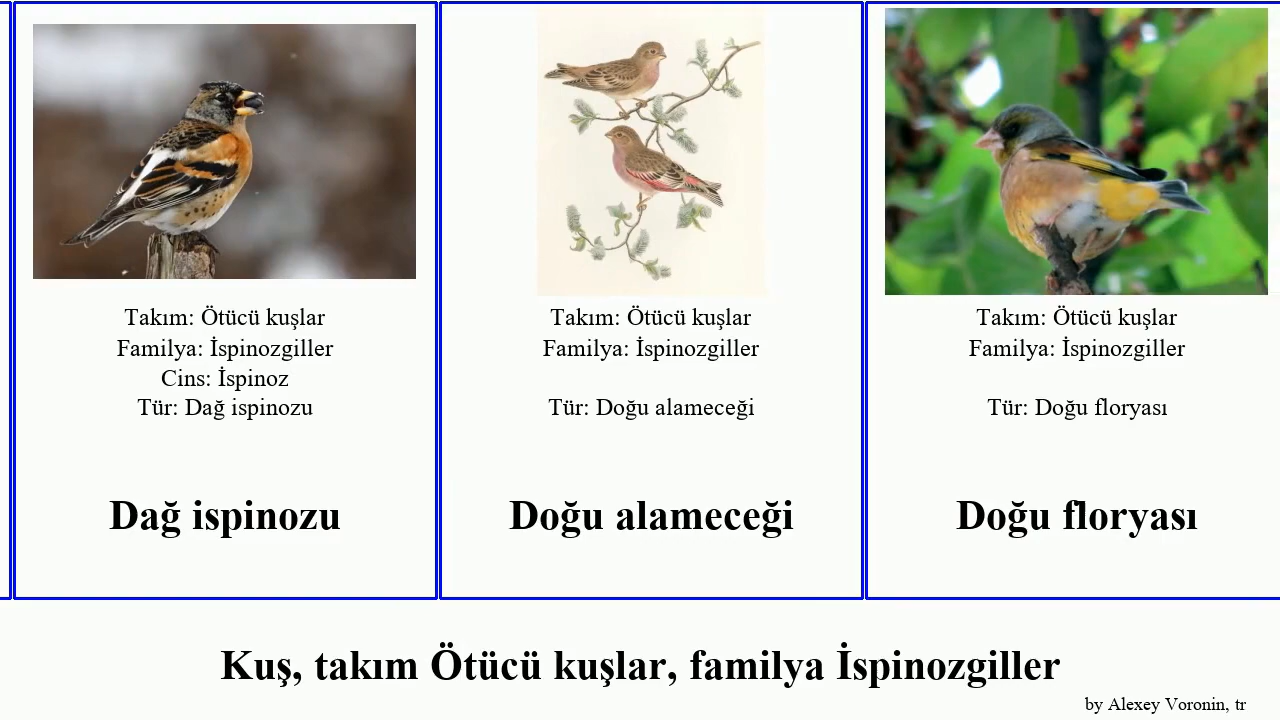 Takım: Ötücü kuşlar
Familya: İspinozgiller
Cins: İspinoz
Tür: Dağ ispinozu
Dağ ispinozu
Takım: Ötücü kuşlar
Familya: İspinozgiller
Tür: Doğu alameceği
Doğu alameceği
Takım: Ötücü kuşlar
Familya: İspinozgiller
Tür: Doğu floryası
Doğu floryası
Kuş, takım Ötücü kuşlar, familya İspinozgiller
by Alexey Voronin, tr